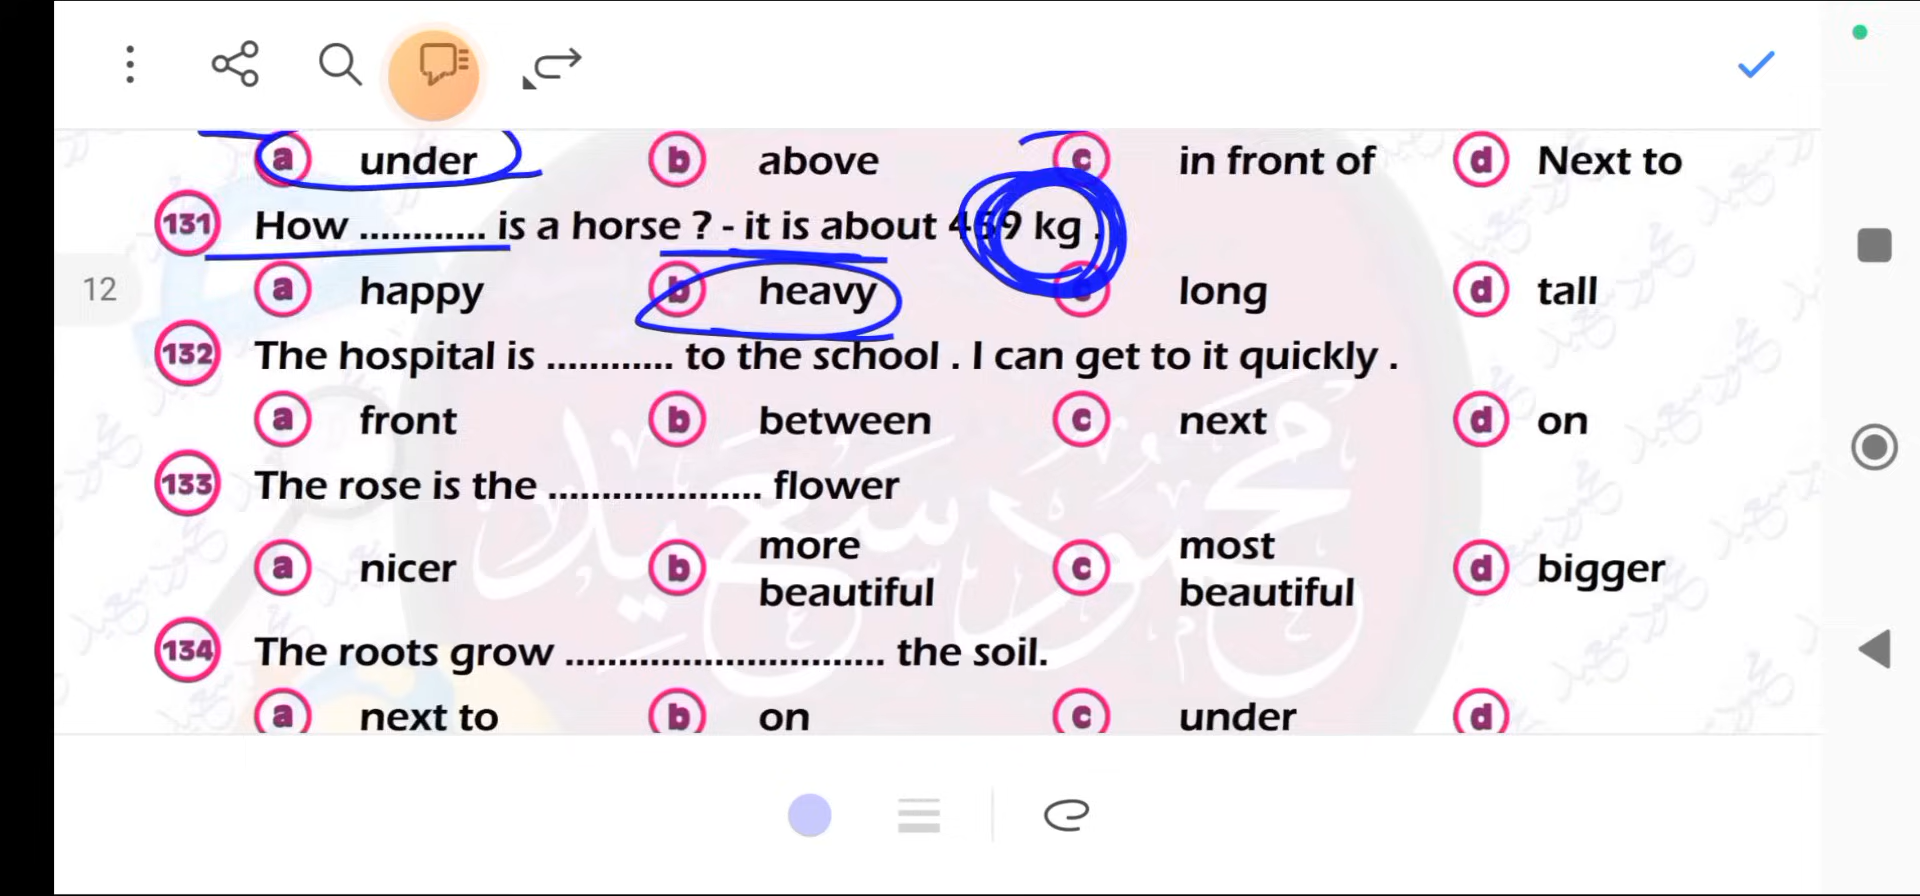 a under b above c in front of d Next to
131 How ............ is a horse ? - it is about 459 kg .
12
a happy b heavy c long d tall
132 The hospital is ............ to the school . I can get to it quickly .
a front b between c next d on
133 The rose is the .................... flower
a nicer b more beautiful c most beautiful d bigger
134 The roots grow .............................. the soil.
a next to b on c under d
محمود سعيد